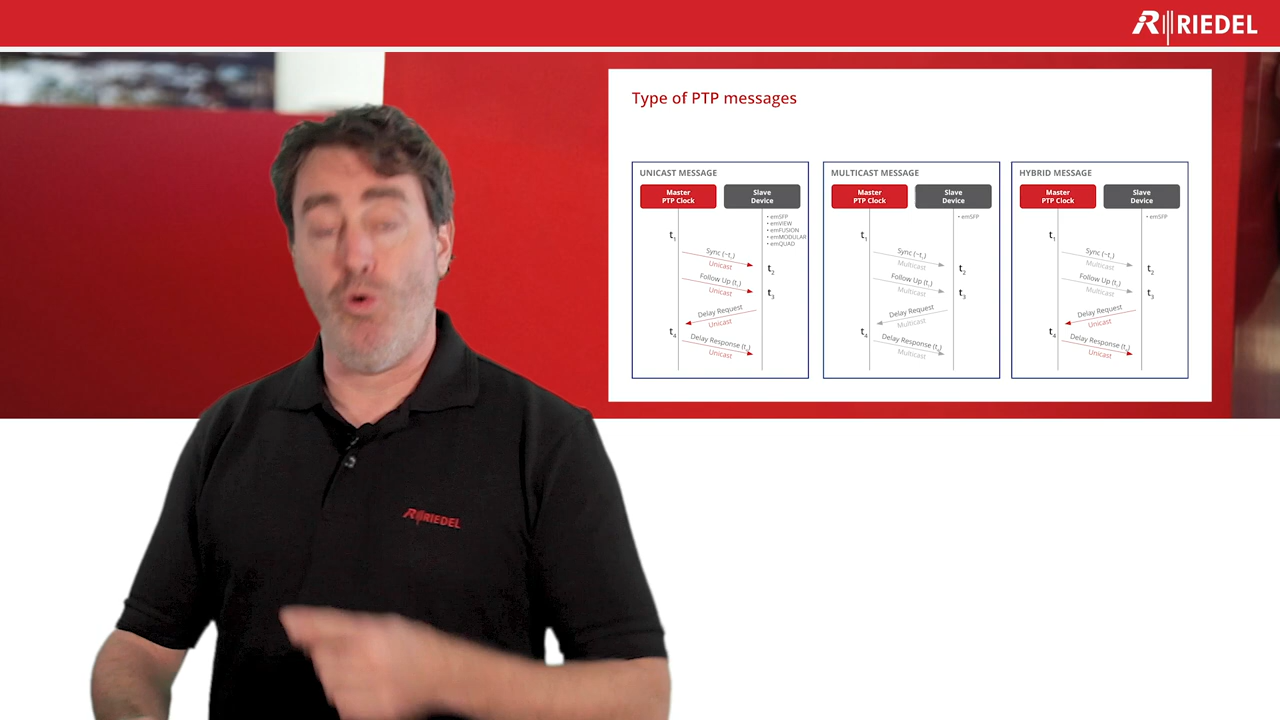 RIEDEL
Type of PTP messages
UNICAST MESSAGE
Master
PTP Clock
Slave
Device
• emSFP
• emVIEW
• emFUSION
• emMODULAR
• emQUAD
t1
Sync (~t1)
Unicast
t2
Follow Up (t1)
Unicast
t3
Delay Request
Unicast
t4
Delay Response (t4)
Unicast
MULTICAST MESSAGE
Master
PTP Clock
Slave
Device
• emSFP
t1
Sync (~t1)
Multicast
t2
Follow Up (t1)
Multicast
t3
Delay Request
Multicast
t4
Delay Response (t4)
Multicast
HYBRID MESSAGE
Master
PTP Clock
Slave
Device
• emSFP
t1
Sync (~t1)
Multicast
t2
Follow Up (t1)
Multicast
t3
Delay Request
Unicast
t4
Delay Response (t4)
Unicast
RIEDEL